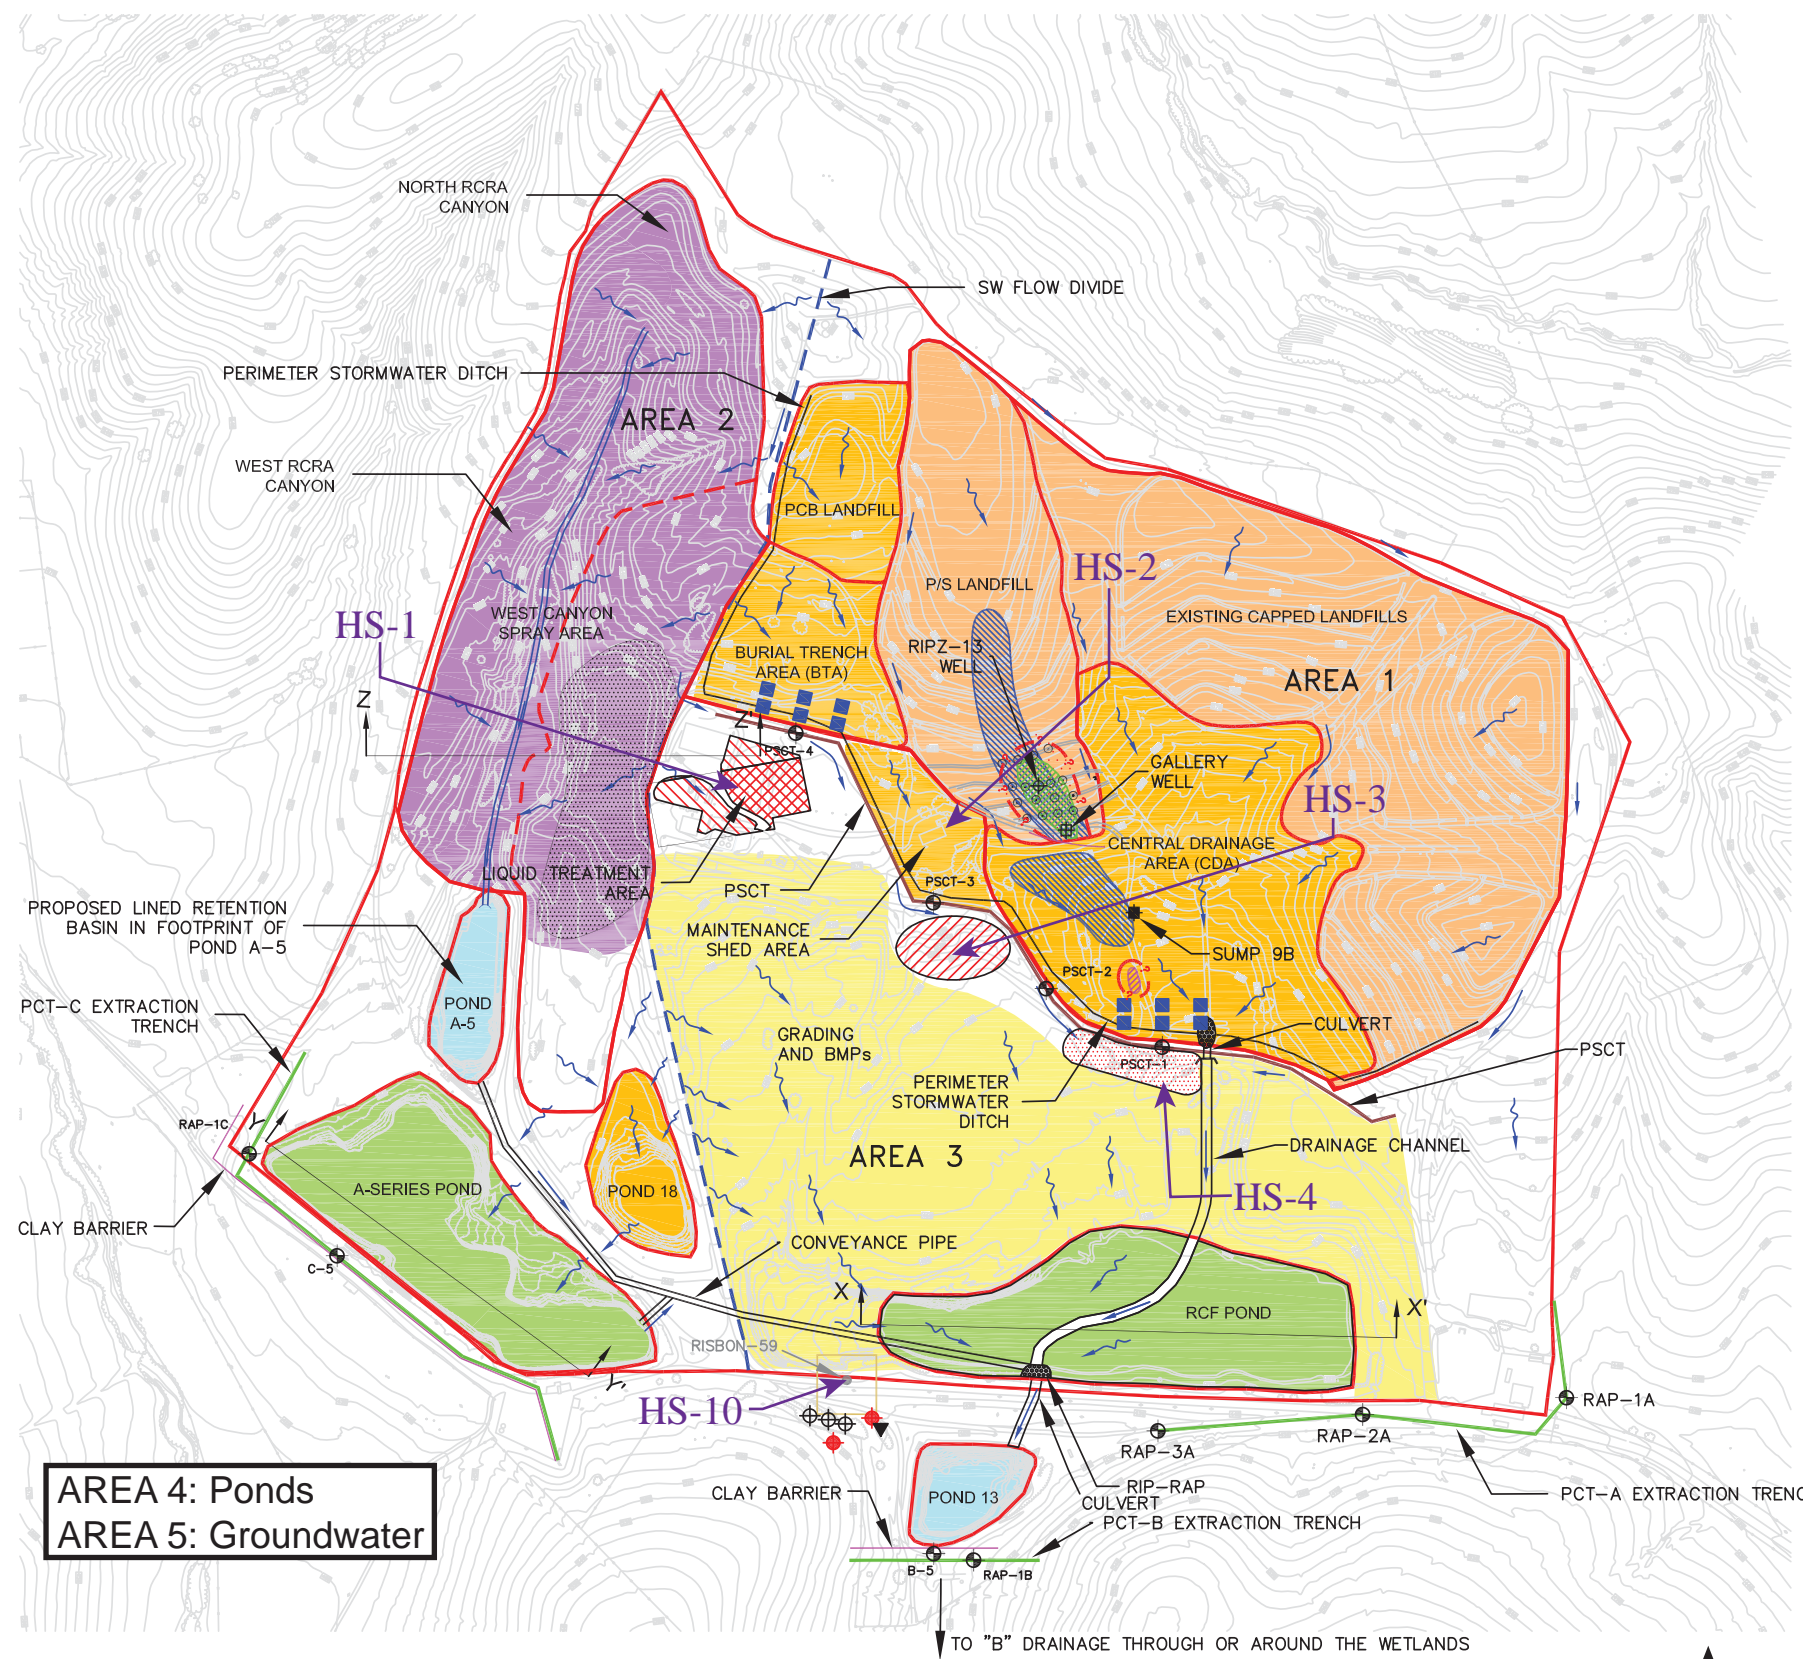 NORTH RCRA
CANYON
SW FLOW DIVIDE
PERIMETER STORMWATER DITCH
AREA 2
WEST RCRA
CANYON
PCB LANDFILL
HS-2
P/S LANDFILL
HS-1
WEST CANYON
SPRAY AREA
EXISTING CAPPED LANDFILLS
RIPZ-13
WELL
BURIAL TRENCH
AREA (BTA)
AREA 1
Z
Z'
PSCT-4
GALLERY
WELL
HS-3
CENTRAL DRAINAGE
AREA (CDA)
LIQUID TREATMENT
AREA
PSCT
PSCT-3
PROPOSED LINED RETENTION
BASIN IN FOOTPRINT OF
POND A-5
MAINTENANCE
SHED AREA
SUMP 9B
PSCT-2
PCT-C EXTRACTION
TRENCH
POND
A-5
GRADING
AND BMPs
CULVERT
PSCT
PSCT-1
PERIMETER
STORMWATER
DITCH
RAP-1C
Y
DRAINAGE CHANNEL
AREA 3
A-SERIES POND
POND 18
HS-4
CLAY BARRIER
C-5
CONVEYANCE PIPE
X
RCF POND
X'
RISBON-59
Y'
HS-10
RAP-1A
RAP-2A
RAP-3A
AREA 4: Ponds
AREA 5: Groundwater
CLAY BARRIER
POND 13
RIP-RAP
CULVERT
PCT-A EXTRACTION TRENC
PCT-B EXTRACTION TRENCH
B-5
RAP-1B
TO "B" DRAINAGE THROUGH OR AROUND THE WETLANDS